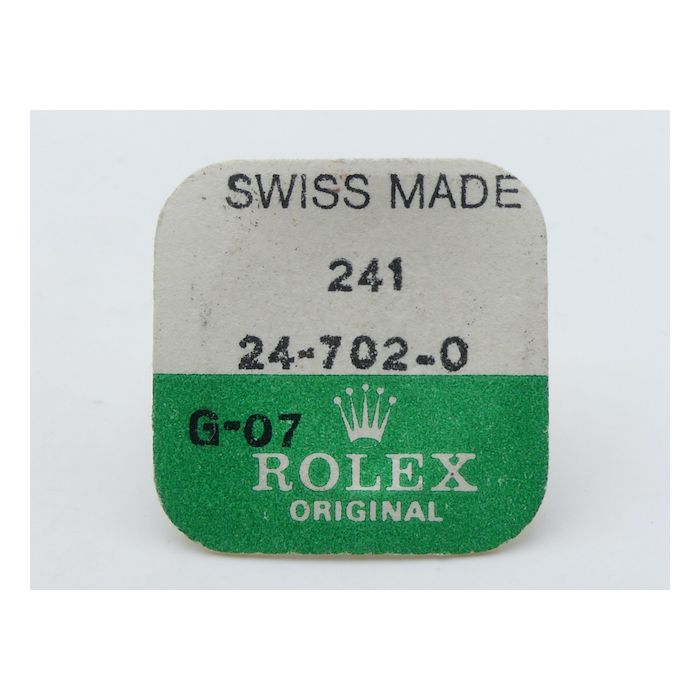 SWISS MADE
241
24-702-0
G-07
ROLEX
ORIGINAL